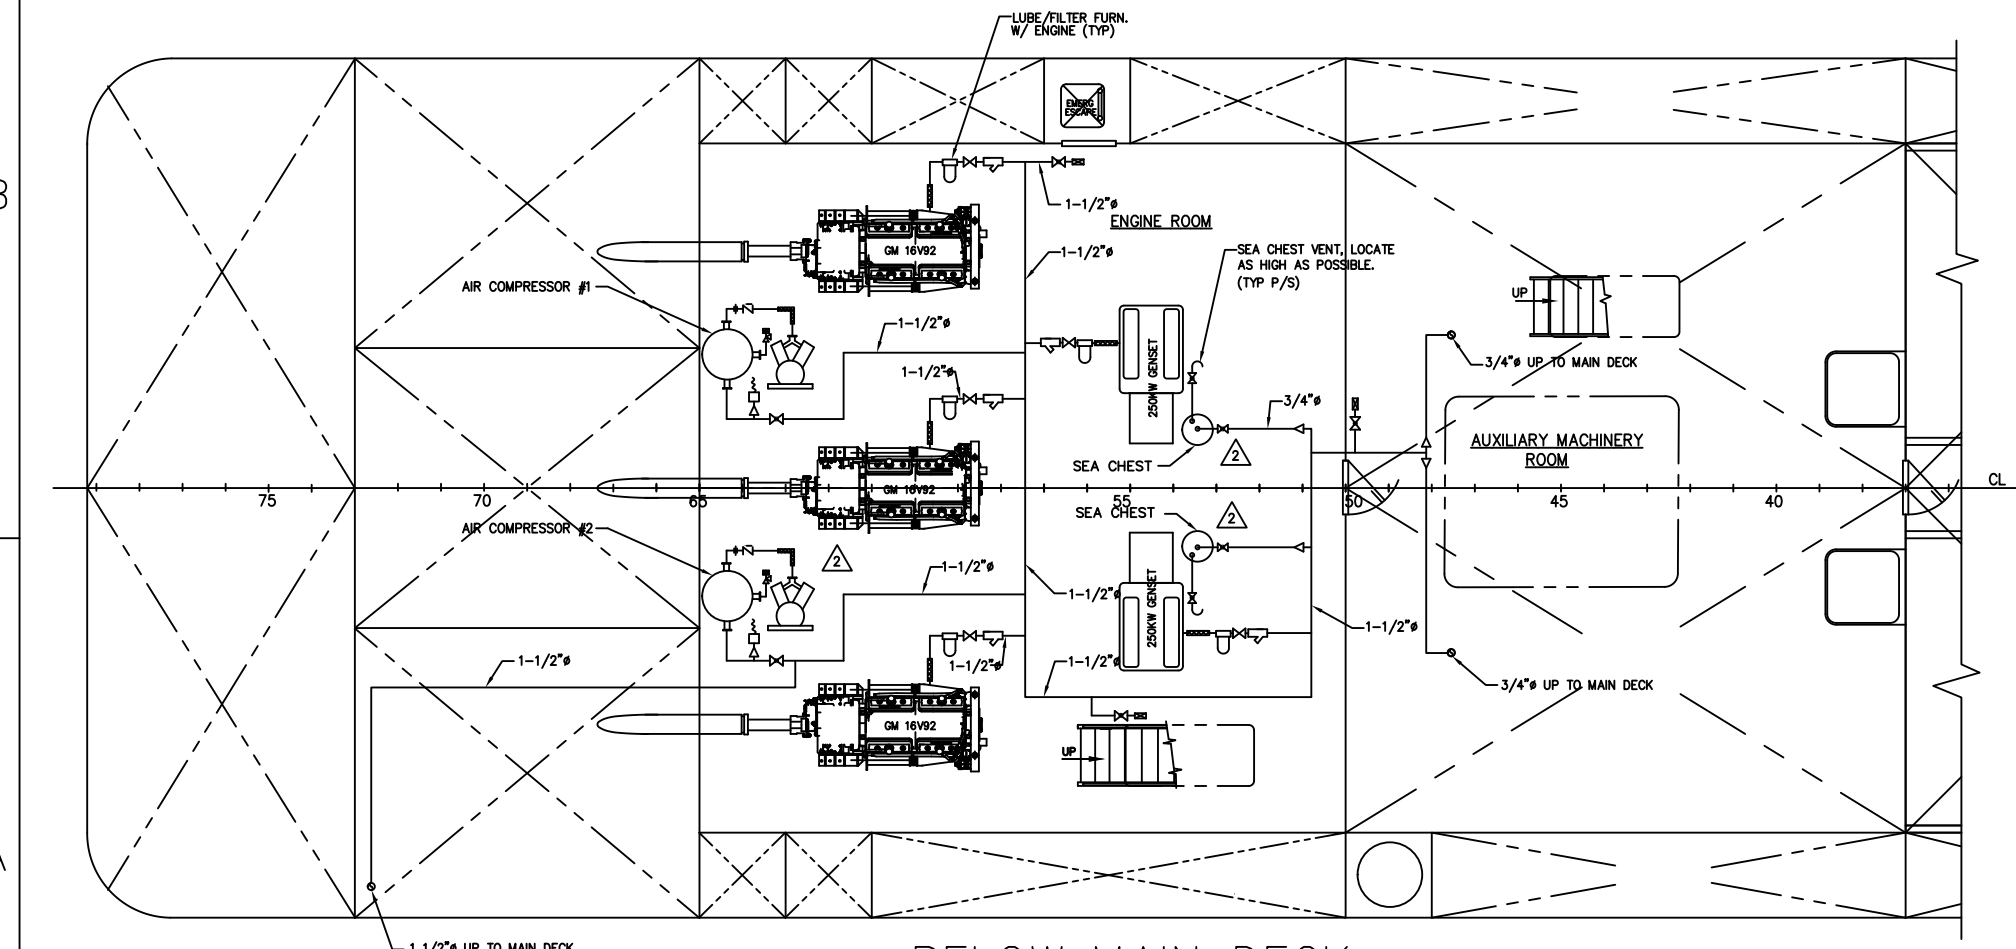 LUBE/FILTER FURN.
W/ ENGINE (TYP)
EMERG
ESCAPE
B
1-1/2"ø
ENGINE ROOM
1-1/2"ø
SEA CHEST VENT, LOCATE
AS HIGH AS POSSIBLE.
(TYP P/S)
GM 16V92
AIR COMPRESSOR #1
UP
1-1/2"ø
3/4"ø UP TO MAIN DECK
1-1/2"ø
250KW GENSET
3/4"ø
AUXILIARY MACHINERY
ROOM
2
SEA CHEST
75
70
65
GM 16V92
55
50
45
40
CL
SEA CHEST
2
AIR COMPRESSOR #2
2
1-1/2"ø
1-1/2"ø
250KW GENSET
1-1/2"ø
1-1/2"ø
1-1/2"ø
1-1/2"ø
3/4"ø UP TO MAIN DECK
GM 16V92
UP
A
1-1/2"ø UP TO MAIN DECK
BELOW MAIN DECK